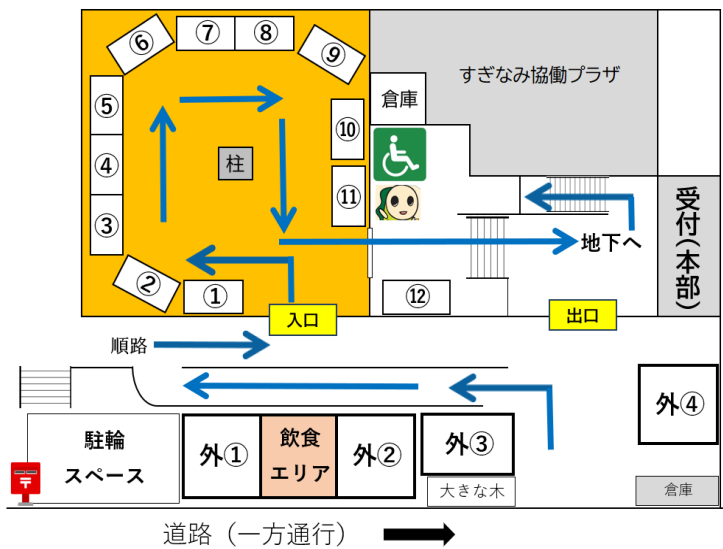 ⑥
⑦
⑧
⑨
すぎなみ協働プラザ
倉庫
⑤
④
③
柱
⑩
⑪
②
①
⑫
地下へ
受付(本部)
入口
出口
順路
外④
駐輪
スペース
外①
飲食
エリア
外②
外③
大きな木
倉庫
〒
道路(一方通行)